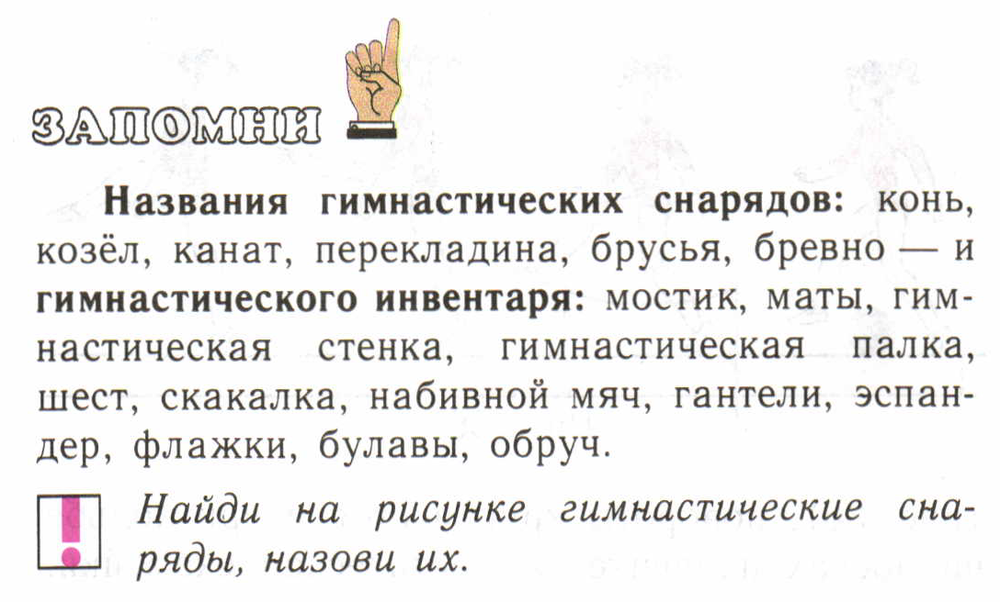 ЗАПОМНИ
Названия гимнастических снарядов: конь,
козёл, канат, перекладина, брусья, бревно — и
гимнастического инвентаря: мостик, маты, гим-
настическая стенка, гимнастическая палка,
шест, скакалка, набивной мяч, гантели, эспан-
дер, флажки, булавы, обруч.
Найди на рисунке гимнастические сна-
ряды, назови их.